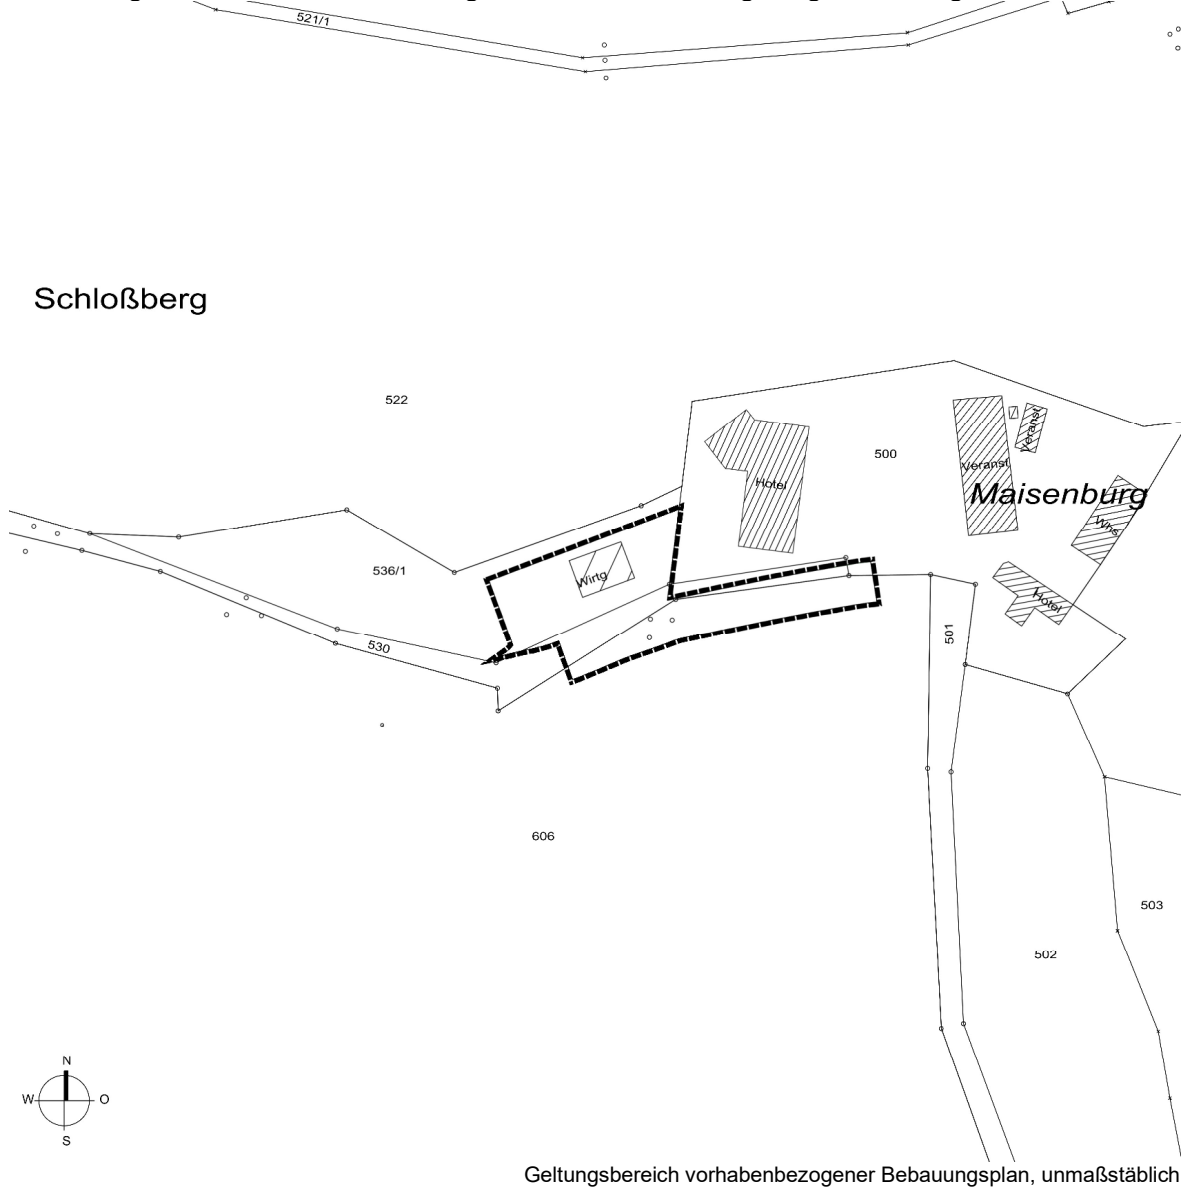 521/1
Schloßberg
522
500
Hotel
Veranst
Veranst
Maisenburg
Whs
536/1
Wirtg
Hotel
501
530
606
503
502
N
W O
S
Geltungsbereich vorhabenbezogener Bebauungsplan, unmaßstäblich